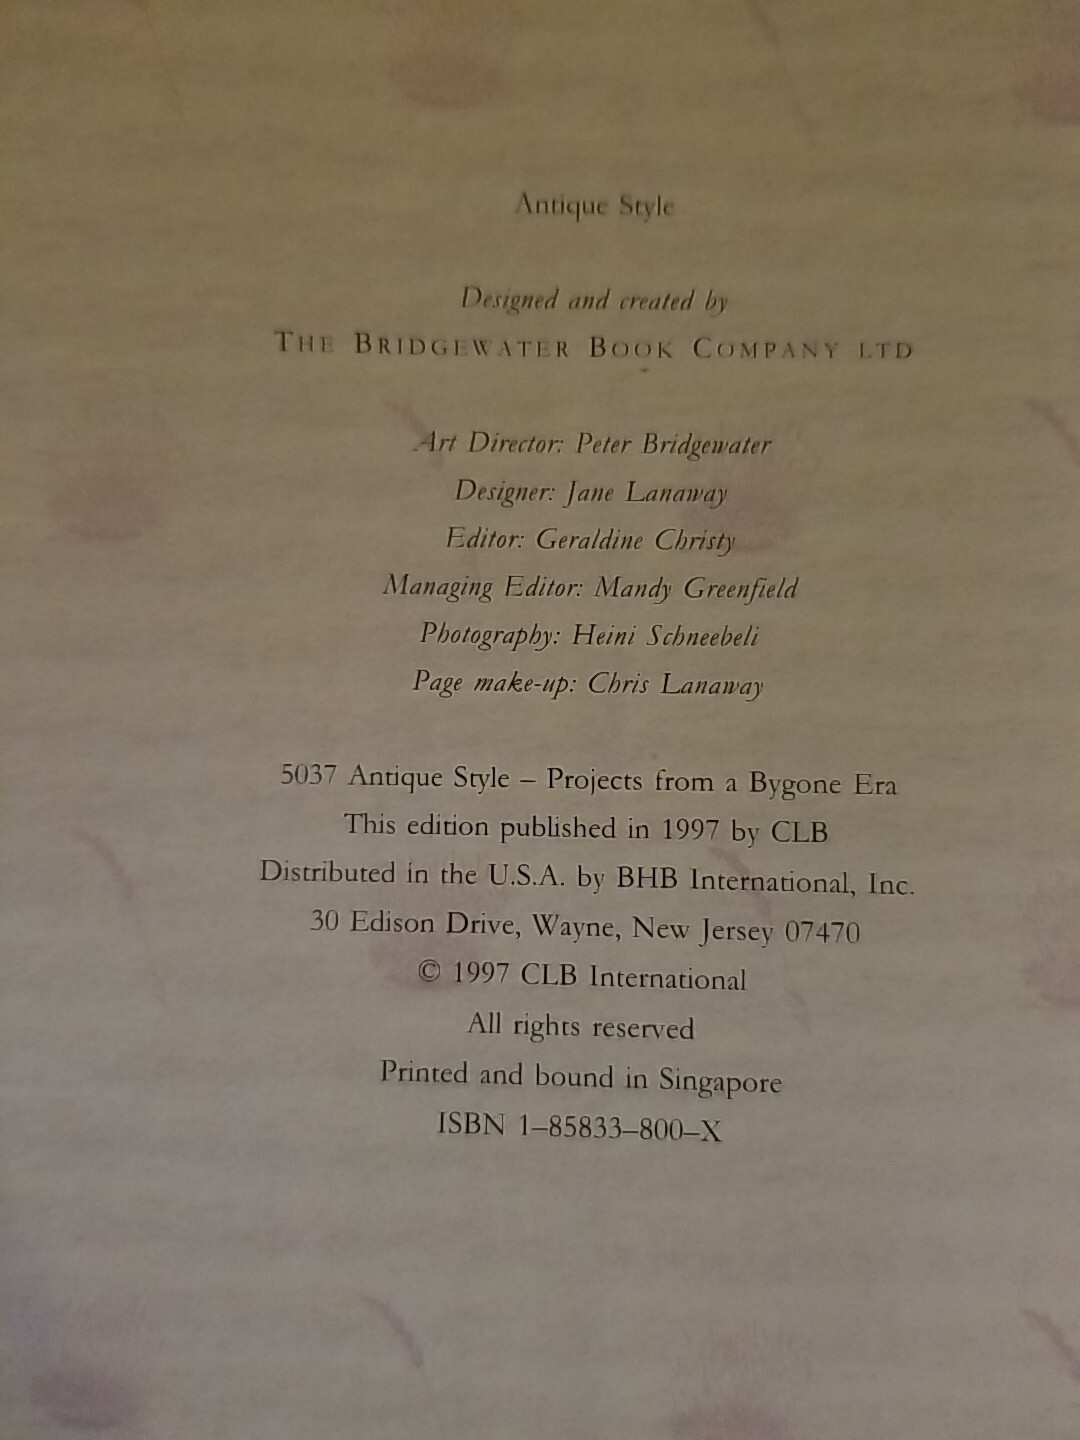 Antique Style
Designed and created by
THE BRIDGEWATER BOOK COMPANY LTD
Art Director: Peter Bridgewater
Designer: Jane Lanaway
Editor: Geraldine Christy
Managing Editor: Mandy Greenfield
Photography: Heini Schneebeli
Page make-up: Chris Lanaway
5037 Antique Style – Projects from a Bygone Era
This edition published in 1997 by CLB
Distributed in the U.S.A. by BHB International, Inc.
30 Edison Drive, Wayne, New Jersey 07470
© 1997 CLB International
All rights reserved
Printed and bound in Singapore
ISBN 1–85833–800–X